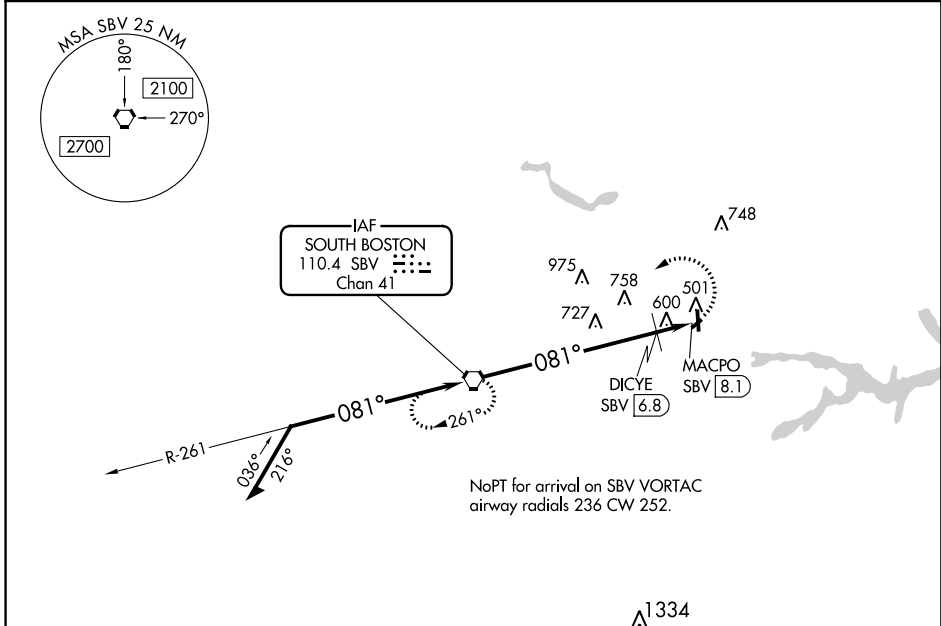 MSA SBV 25 NM
180°
2100
270°
2700
IAF
SOUTH BOSTON
110.4 SBV
Chan 41
748
975
758
727
600
501
081°
DICYE
SBV 6.8
MACPO
SBV 8.1
081°
261°
R-261
036°
216°
NoPT for arrival on SBV VORTAC
airway radials 236 CW 252.
1334